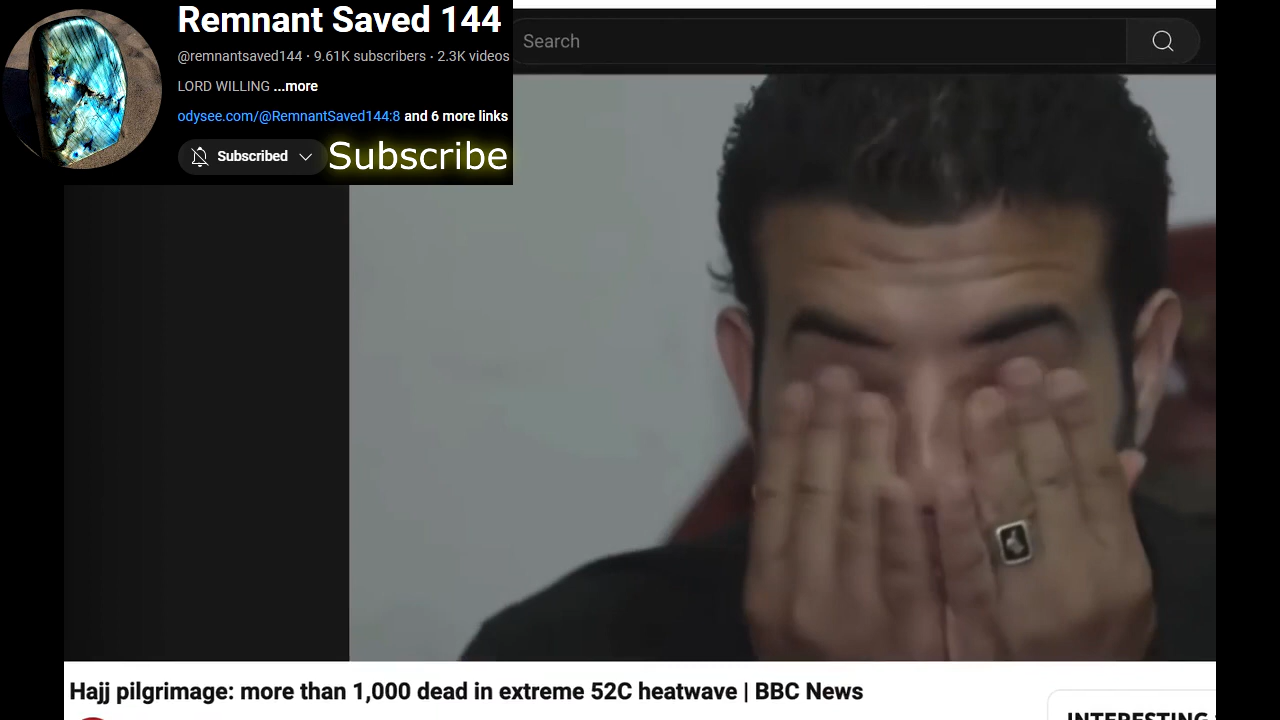 Remnant Saved 144
@remnantsaved144 · 9.61K subscribers · 2.3K videos
LORD WILLING ...more
odysee.com/@RemnantSaved144:8 and 6 more links
Subscribed
Subscribe
Search
Hajj pilgrimage: more than 1,000 dead in extreme 52C heatwave | BBC News
INTERESTING